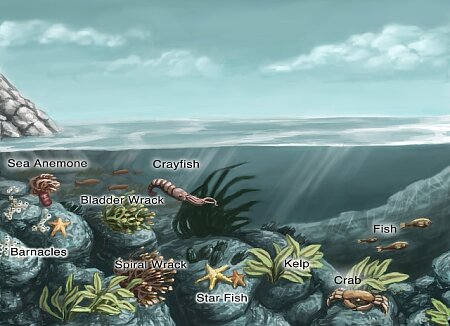 Sea Anemone
Crayfish
Bladder Wrack
Fish
Barnacles
Spiral Wrack
Kelp
Crab
Star Fish